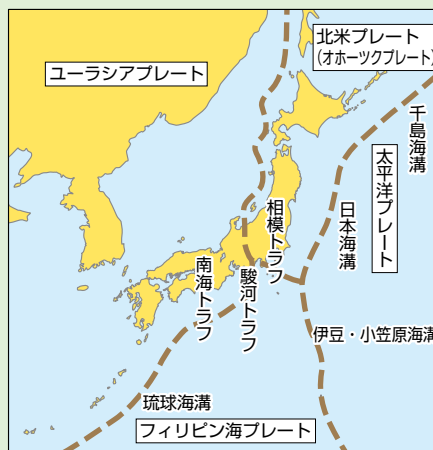 北米プレート
(オホーツクプレート)
ユーラシアプレート
千島海溝
太平洋プレート
日本海溝
相模トラフ
南海トラフ
駿河トラフ
伊豆・小笠原海溝
琉球海溝
フィリピン海プレート